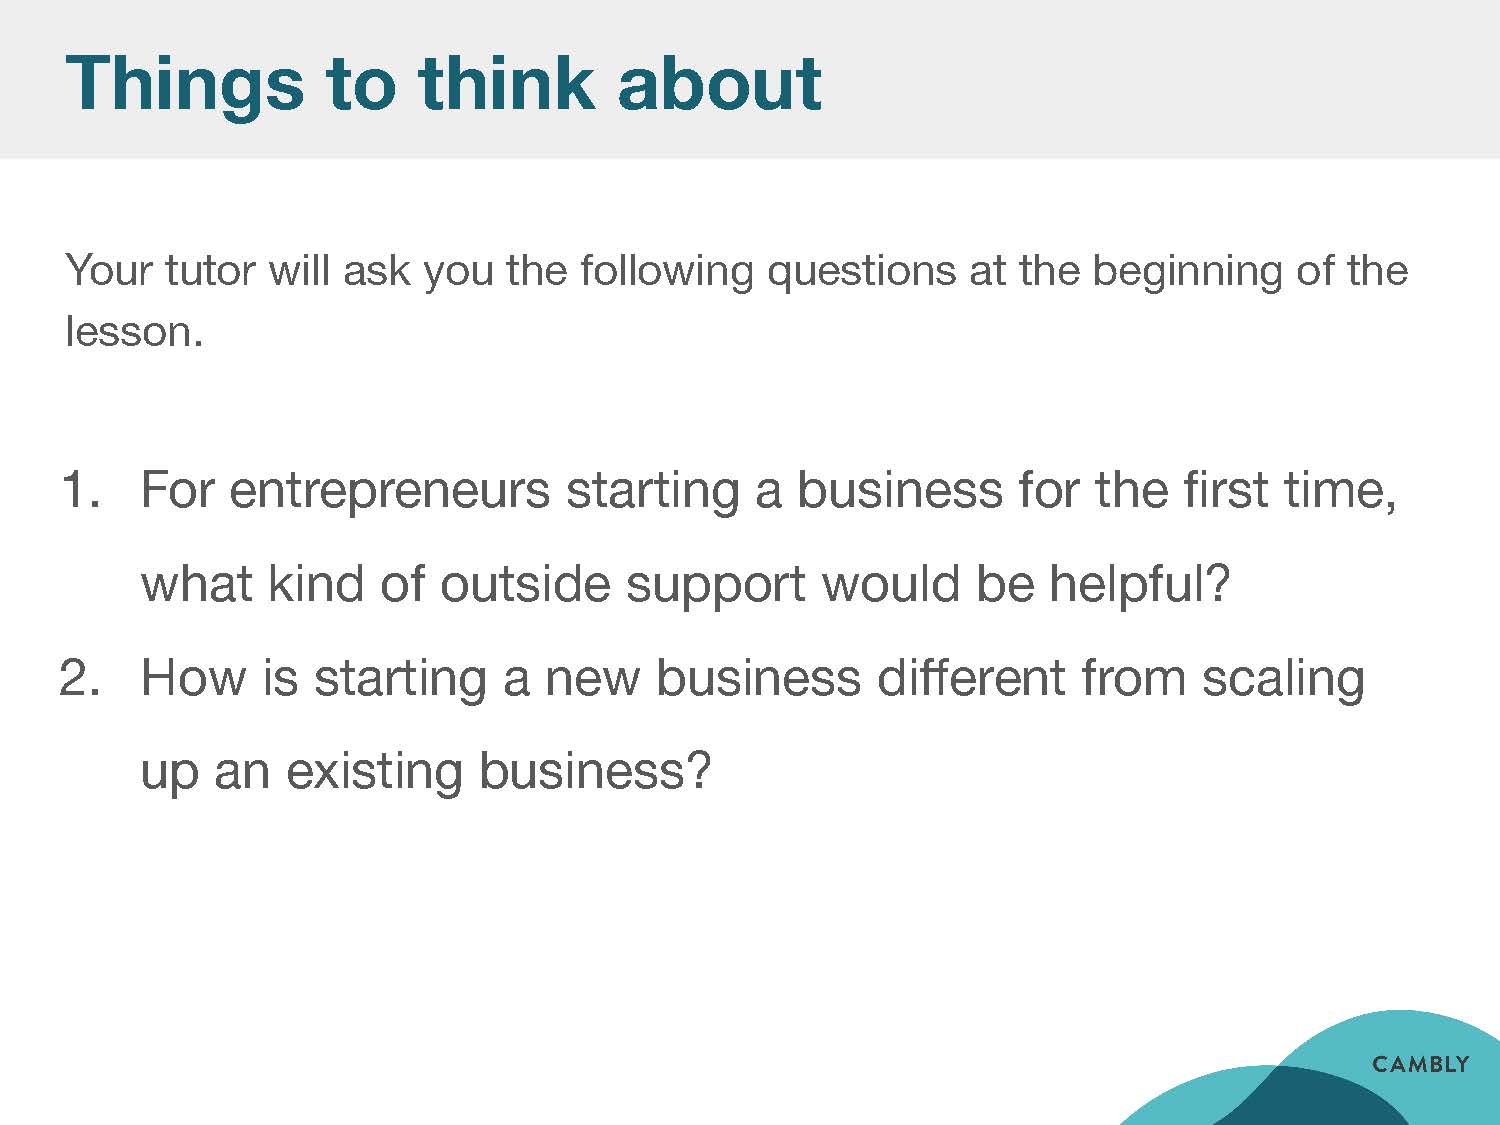 Things to think about
Your tutor will ask you the following questions at the beginning of the
lesson.
1. For entrepreneurs starting a business for the first time,
what kind of outside support would be helpful?
2. How is starting a new business different from scaling
up an existing business?
CAMBLY